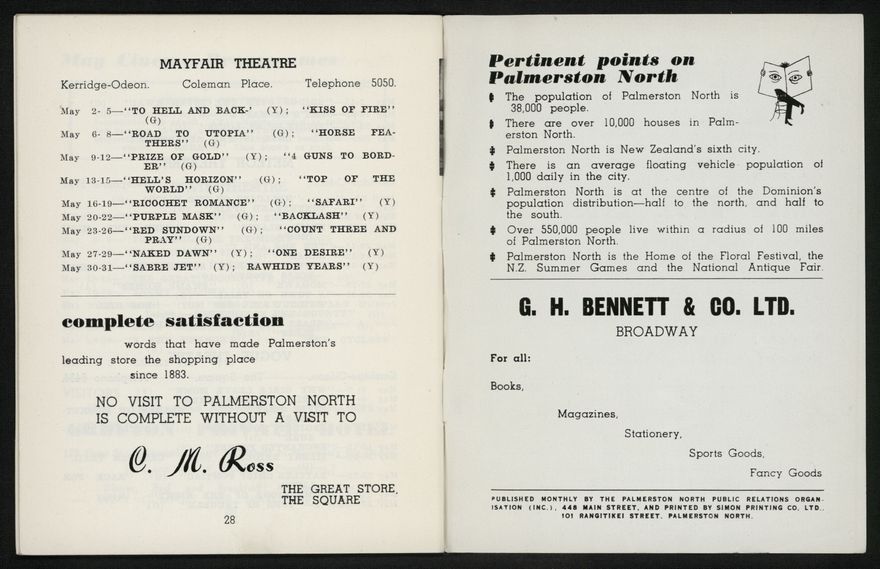 MAYFAIR THEATRE
Kerridge-Odeon. Coleman Place. Telephone 5050.
May 2- 5—"TO HELL AND BACK-' (Y); "KISS OF FIRE"
(G)
May 6- 8—"ROAD TO UTOPIA" (G); "HORSE FEA-
THERS" (G)
May 9-12—"PRIZE OF GOLD" (Y); "4 GUNS TO BORD-
ER" (G)
May 13-15—"HELL'S HORIZON" (G); "TOP OF THE
WORLD" (G)
May 16-19—"RICOCHET ROMANCE" (G); "SAFARI" (Y)
May 20-22—"PURPLE MASK" (G); "BACKLASH" (Y)
May 23-26—"RED SUNDOWN" (G); "COUNT THREE AND
PRAY" (G)
May 27-29—"NAKED DAWN" (Y); "ONE DESIRE" (Y)
May 30-31—"SABRE JET" (Y); RAWHIDE YEARS" (Y)
complete satisfaction
words that have made Palmerston's
leading store the shopping place
since 1883.
NO VISIT TO PALMERSTON NORTH
IS COMPLETE WITHOUT A VISIT TO
C. M. Ross
THE GREAT STORE,
THE SQUARE
28
Pertinent points on
Palmerston North
The population of Palmerston North is
38,000 people.
There are over 10,000 houses in Palm-
erston North.
Palmerston North is New Zealand's sixth city.
There is an average floating vehicle population of
1,000 daily in the city.
Palmerston North is at the centre of the Dominion's
population distribution—half to the north, and half to
the south.
Over 550,000 people live within a radius of 100 miles
of Palmerston North.
Palmerston North is the Home of the Floral Festival, the
N.Z. Summer Games and the National Antique Fair.
G. H. BENNETT & CO. LTD.
BROADWAY
For all:
Books,
Magazines,
Stationery,
Sports Goods,
Fancy Goods
PUBLISHED MONTHLY BY THE PALMERSTON NORTH PUBLIC RELATIONS ORGAN-
ISATION (INC.), 448 MAIN STREET, AND PRINTED BY SIMON PRINTING CO. LTD.,
101 RANGITIKEI STREET, PALMERSTON NORTH.